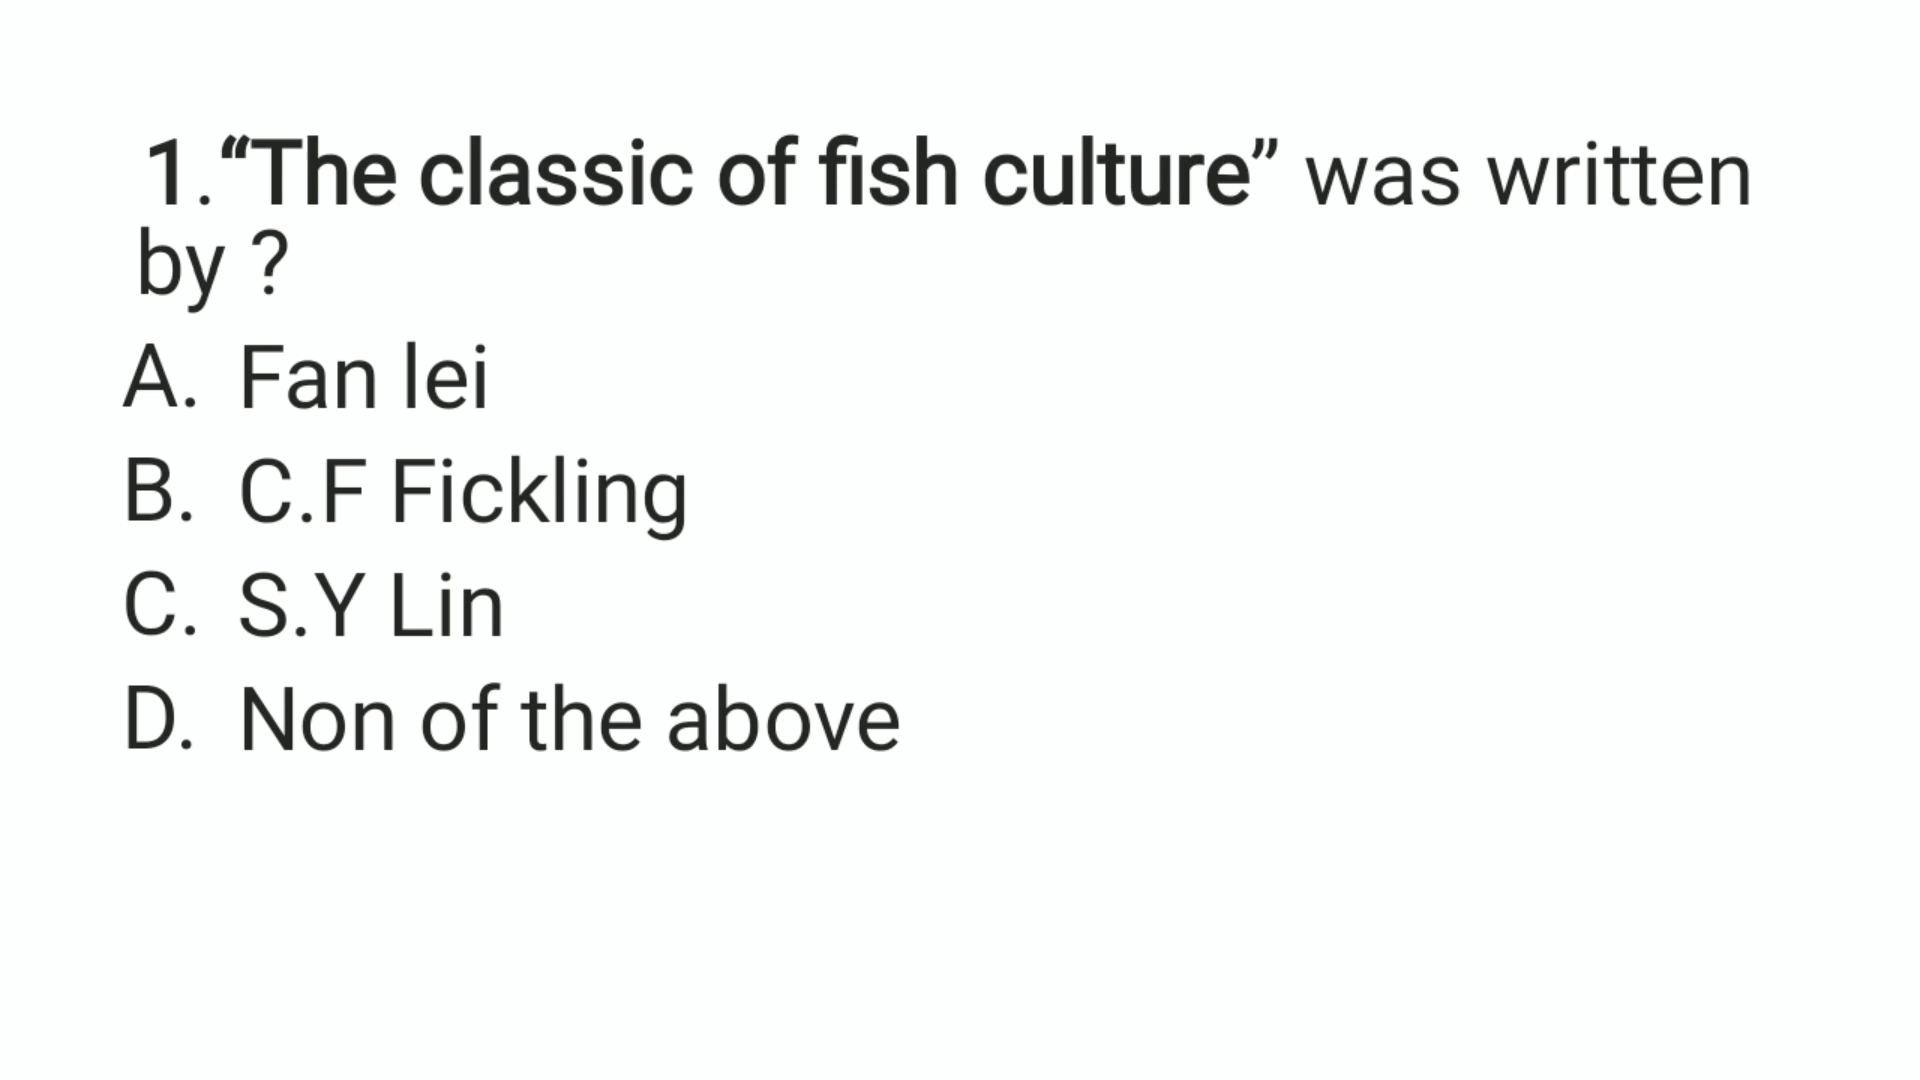 1.“The classic of fish culture” was written
by ?
A. Fan lei
B. C.F Fickling
C. S.Y Lin
D. Non of the above